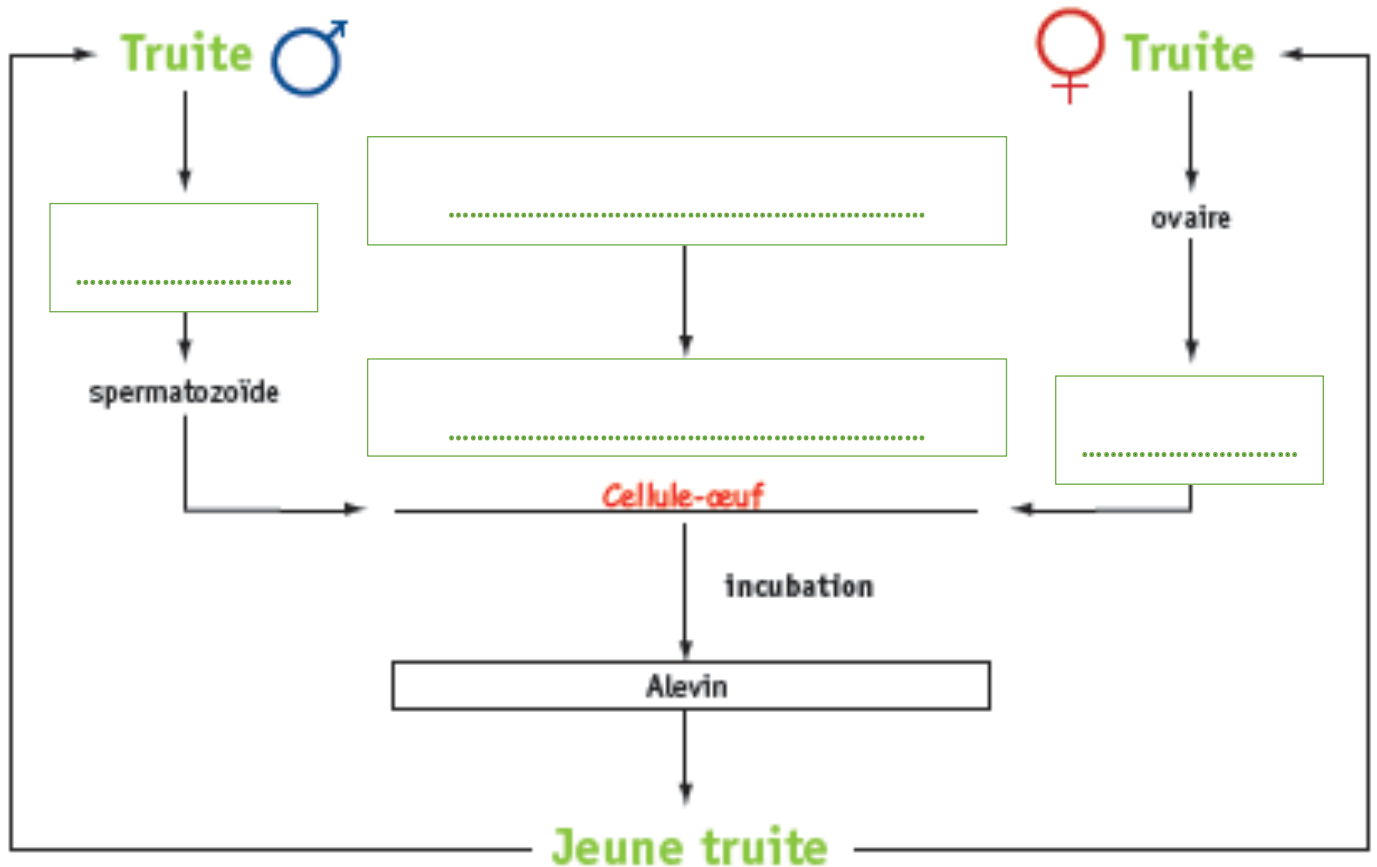 Truite
Truite
ovaire
spermatozoïde
Cellule-œuf
incubation
Alevin
Jeune truite